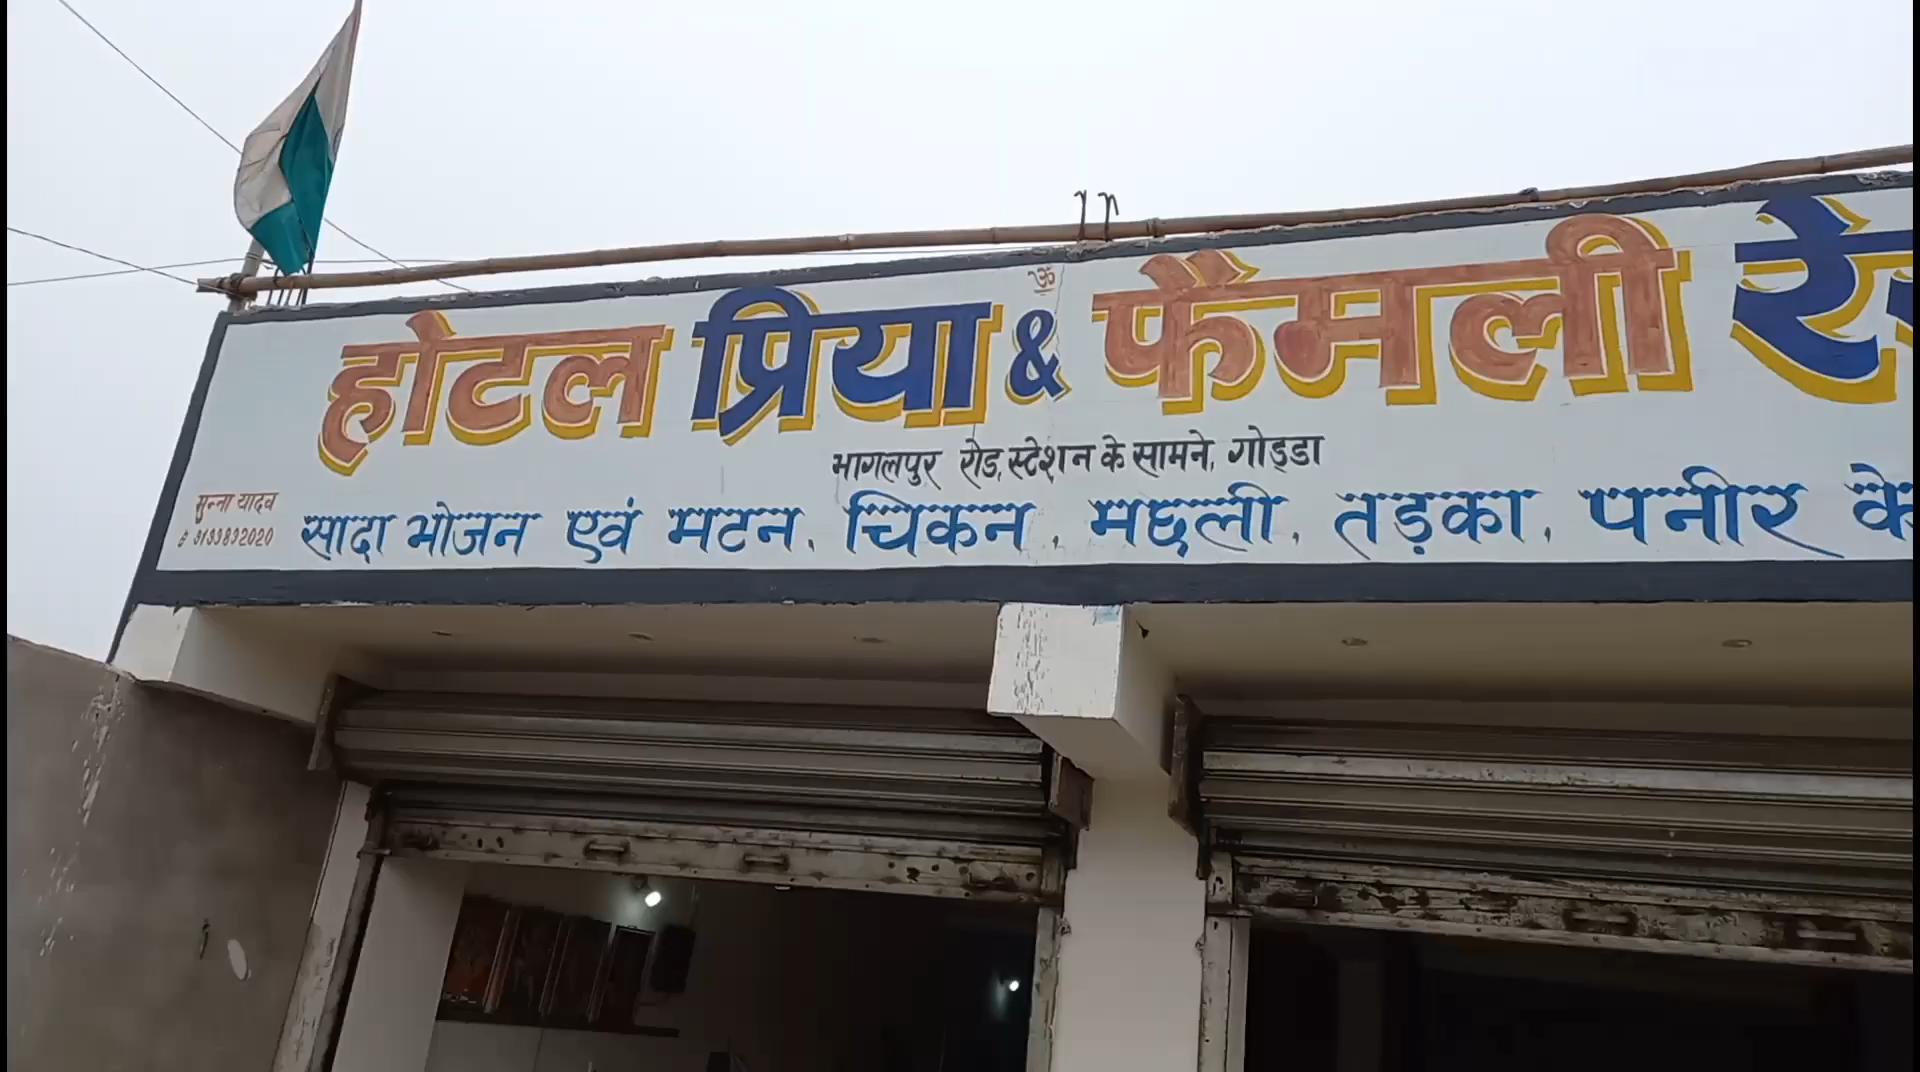 ॐ
होटल प्रिया & फैमली
भागलपुर रोड, स्टेशन के सामने, गोड्डा
मुन्ना यादव
सादा भोजन एवं मटन, चिकन, मछली, तड़का, पनीर के